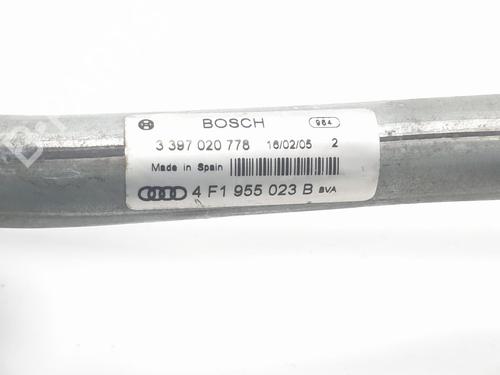 BOSCH 984
3 397 020 778 16/02/05 2
Made in Spain
4 F1 955 023 B BVA